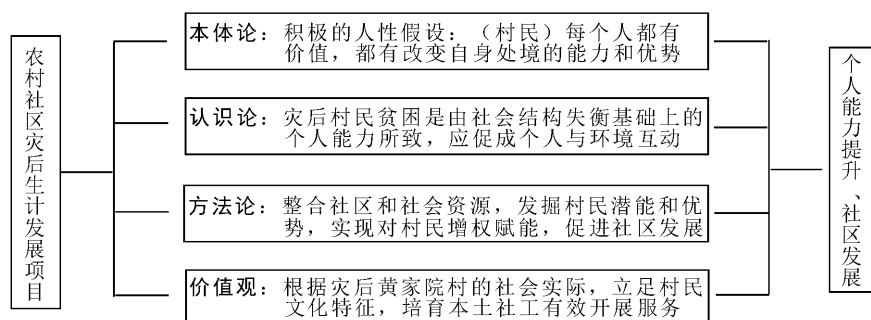 农村社区灾后生计发展项目
本体论：积极的人性假设：（村民）每个人都有
价值，都有改变自身处境的能力和优势
认识论：灾后村民贫困是由社会结构失衡基础上的
个人能力所致，应促成个人与环境互动
方法论：整合社区和社会资源，发掘村民潜能和优
势，实现对村民增权赋能，促进社区发展
价值观：根据灾后黄家院村的社会实际，立足村民
文化特征，培育本土社工有效开展服务
个人能力提升、社区发展